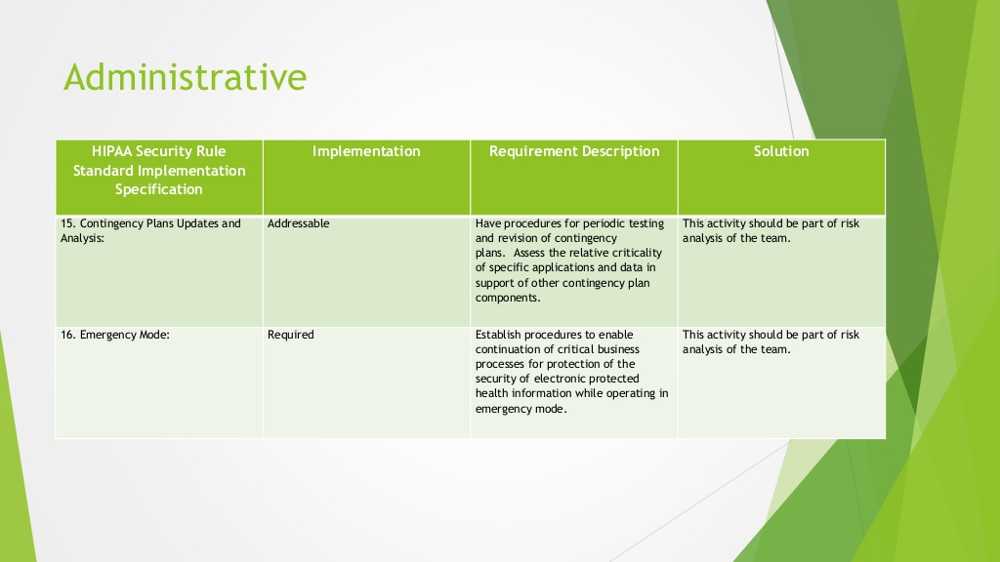 Administrative
HIPAA Security Rule
Standard Implementation
Specification
Implementation
Requirement Description
Solution
15. Contingency Plans Updates and
Analysis:
Addressable
Have procedures for periodic testing
and revision of contingency
plans.  Assess the relative criticality
of specific applications and data in
support of other contingency plan
components.
This activity should be part of risk
analysis of the team.
16. Emergency Mode:
Required
Establish procedures to enable
continuation of critical business
processes for protection of the
security of electronic protected
health information while operating in
emergency mode.
This activity should be part of risk
analysis of the team.